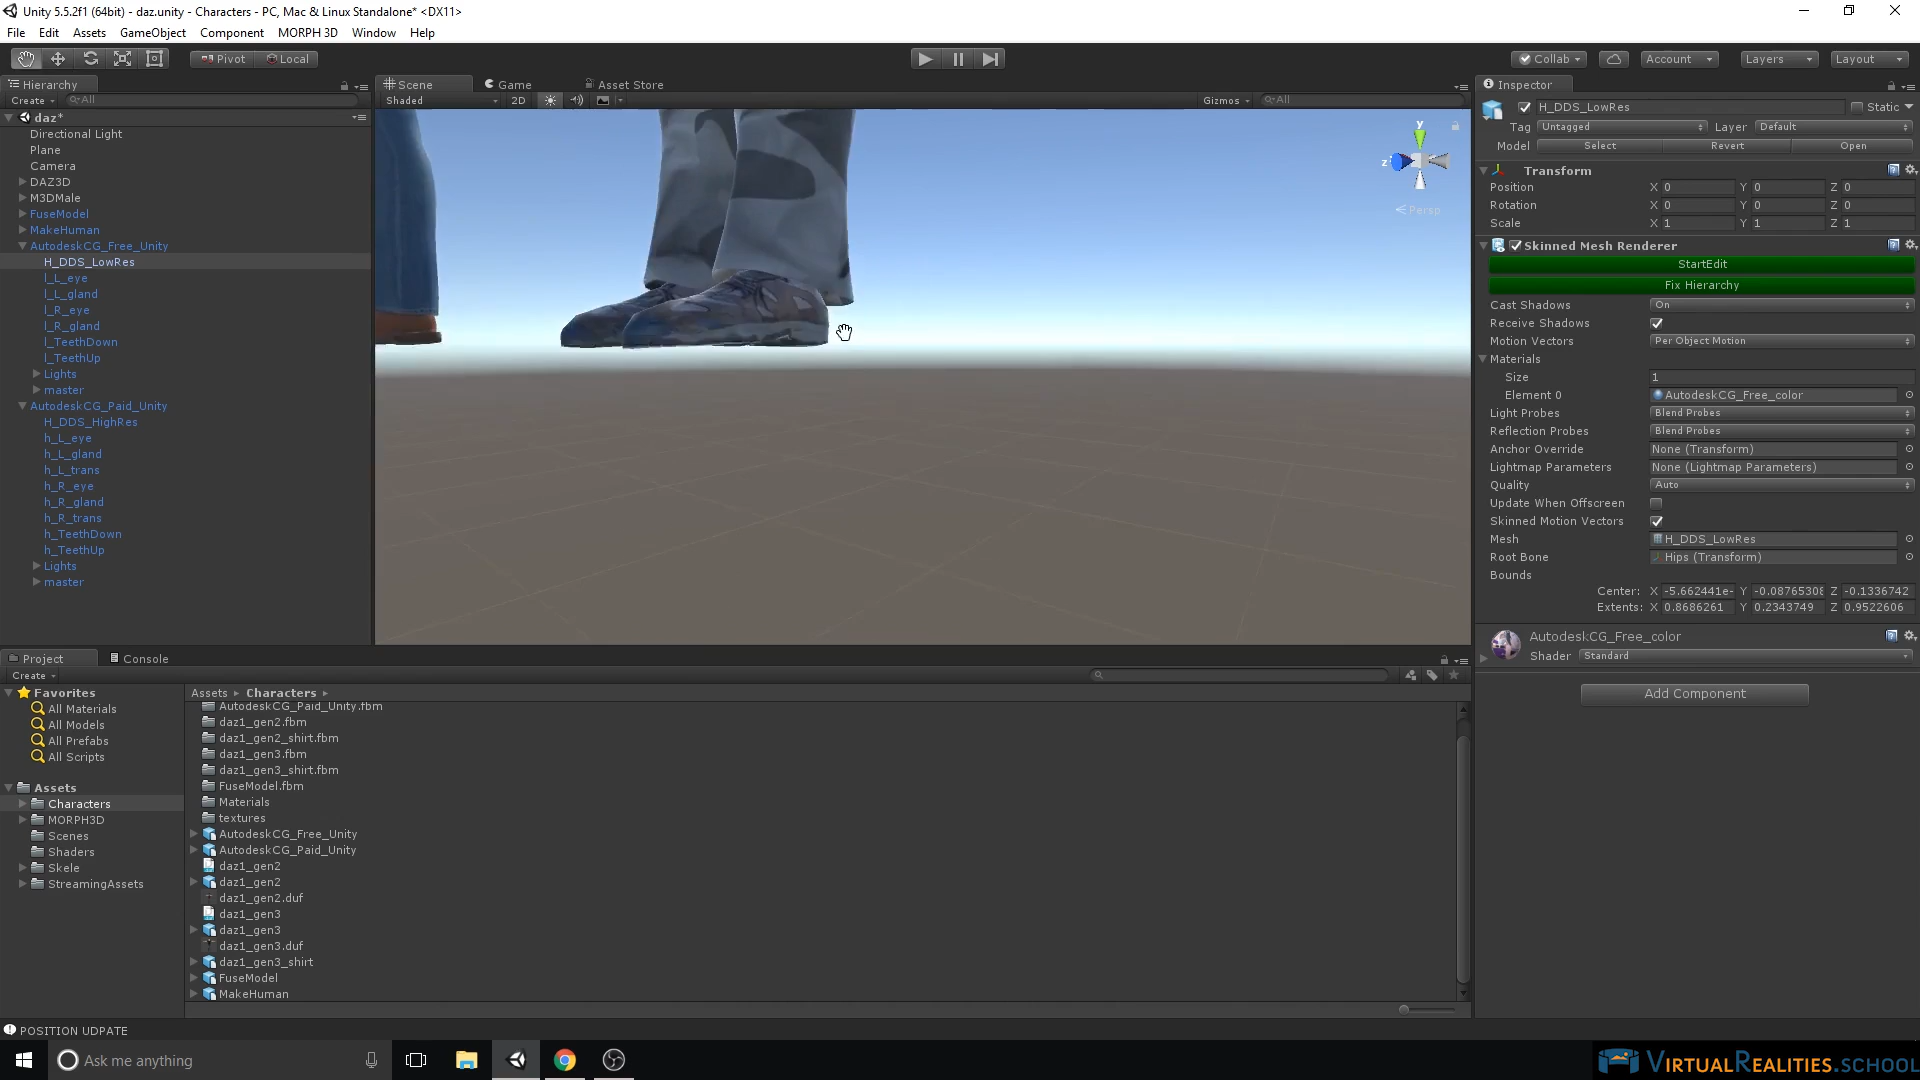 Unity 5.5.2f1 (64bit) - daz.unity - Characters - PC, Mac & Linux Standalone* <DX11>
File Edit Assets GameObject Component MORPH 3D Window Help
Pivot Local Collab Account Layers Layout
Hierarchy
Create All
daz*
Directional Light
Plane
Camera
DAZ3D
M3DMale
FuseModel
MakeHuman
AutodeskCG_Free_Unity
H_DDS_LowRes
l_L_eye
l_L_gland
l_R_eye
l_R_gland
l_TeethDown
l_TeethUp
Lights
master
AutodeskCG_Paid_Unity
H_DDS_HighRes
h_L_eye
h_L_gland
h_L_trans
h_R_eye
h_R_gland
h_R_trans
h_TeethDown
h_TeethUp
Lights
master
Scene Game Asset Store
Shaded 2D Gizmos All
y
z
Persp
Inspector
H_DDS_LowRes Static
Tag Untagged Layer Default
Model Select Revert Open
Transform
Position X 0 Y 0 Z 0
Rotation X 0 Y 0 Z 0
Scale X 1 Y 1 Z 1
Skinned Mesh Renderer
StartEdit
Fix Hierarchy
Cast Shadows On
Receive Shadows
Motion Vectors Per Object Motion
Materials
Size 1
Element 0 AutodeskCG_Free_color
Light Probes Blend Probes
Reflection Probes Blend Probes
Anchor Override None (Transform)
Lightmap Parameters None (Lightmap Parameters)
Quality Auto
Update When Offscreen
Skinned Motion Vectors
Mesh H_DDS_LowRes
Root Bone Hips (Transform)
Bounds
Center: X -5.662441e- Y -0.08765308 Z -0.1336742
Extents: X 0.8686261 Y 0.2343749 Z 0.9522606
AutodeskCG_Free_color
Shader Standard
Add Component
Project Console
Create
Favorites
All Materials
All Models
All Prefabs
All Scripts
Assets
Characters
MORPH3D
Scenes
Shaders
Skele
StreamingAssets
Assets Characters
AutodeskCG_Paid_Unity.fbm
daz1_gen2.fbm
daz1_gen2_shirt.fbm
daz1_gen3.fbm
daz1_gen3_shirt.fbm
FuseModel.fbm
Materials
textures
AutodeskCG_Free_Unity
AutodeskCG_Paid_Unity
daz1_gen2
daz1_gen2
daz1_gen2.duf
daz1_gen3
daz1_gen3
daz1_gen3.duf
daz1_gen3_shirt
FuseModel
MakeHuman
POSITION UDPATE
Ask me anything
VIRTUALREALITIES.SCHOOL